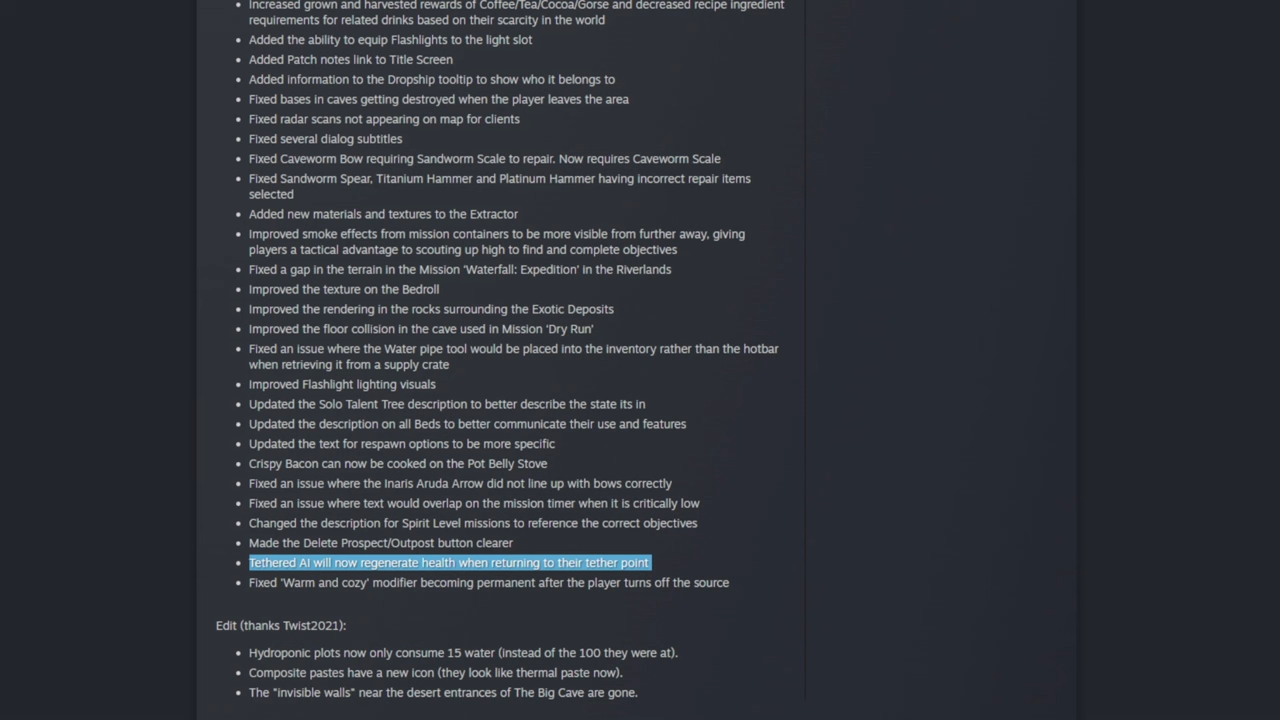 Increased grown and harvested rewards of Coffee/Tea/Cocoa/Gorse and decreased recipe ingredient
requirements for related drinks based on their scarcity in the world
Added the ability to equip Flashlights to the light slot
Added Patch notes link to Title Screen
Added information to the Dropship tooltip to show who it belongs to
Fixed bases in caves getting destroyed when the player leaves the area
Fixed radar scans not appearing on map for clients
Fixed several dialog subtitles
Fixed Caveworm Bow requiring Sandworm Scale to repair. Now requires Caveworm Scale
Fixed Sandworm Spear, Titanium Hammer and Platinum Hammer having incorrect repair items
selected
Added new materials and textures to the Extractor
Improved smoke effects from mission containers to be more visible from further away, giving
players a tactical advantage to scouting up high to find and complete objectives
Fixed a gap in the terrain in the Mission 'Waterfall: Expedition' in the Riverlands
Improved the texture on the Bedroll
Improved the rendering in the rocks surrounding the Exotic Deposits
Improved the floor collision in the cave used in Mission 'Dry Run'
Fixed an issue where the Water pipe tool would be placed into the inventory rather than the hotbar
when retrieving it from a supply crate
Improved Flashlight lighting visuals
Updated the Solo Talent Tree description to better describe the state its in
Updated the description on all Beds to better communicate their use and features
Updated the text for respawn options to be more specific
Crispy Bacon can now be cooked on the Pot Belly Stove
Fixed an issue where the Inaris Aruda Arrow did not line up with bows correctly
Fixed an issue where text would overlap on the mission timer when it is critically low
Changed the description for Spirit Level missions to reference the correct objectives
Made the Delete Prospect/Outpost button clearer
Tethered AI will now regenerate health when returning to their tether point
Fixed 'Warm and cozy' modifier becoming permanent after the player turns off the source
Edit (thanks Twist2021):
Hydroponic plots now only consume 15 water (instead of the 100 they were at).
Composite pastes have a new icon (they look like thermal paste now).
The "invisible walls" near the desert entrances of The Big Cave are gone.